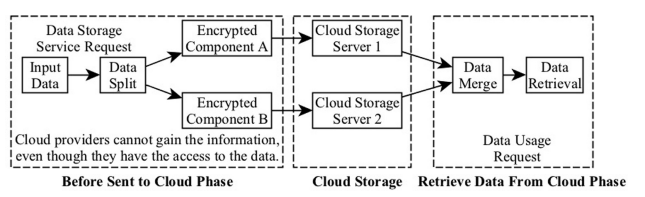 Data Storage
Service Request
Input
Data
Data
Split
Encrypted
Component A
Encrypted
Component B
Cloud providers cannot gain the information,
even though they have the access to the data.
Before Sent to Cloud Phase
Cloud Storage
Server 1
Cloud Storage
Server 2
Cloud Storage
Data
Merge
Data
Retrieval
Data Usage
Request
Retrieve Data From Cloud Phase